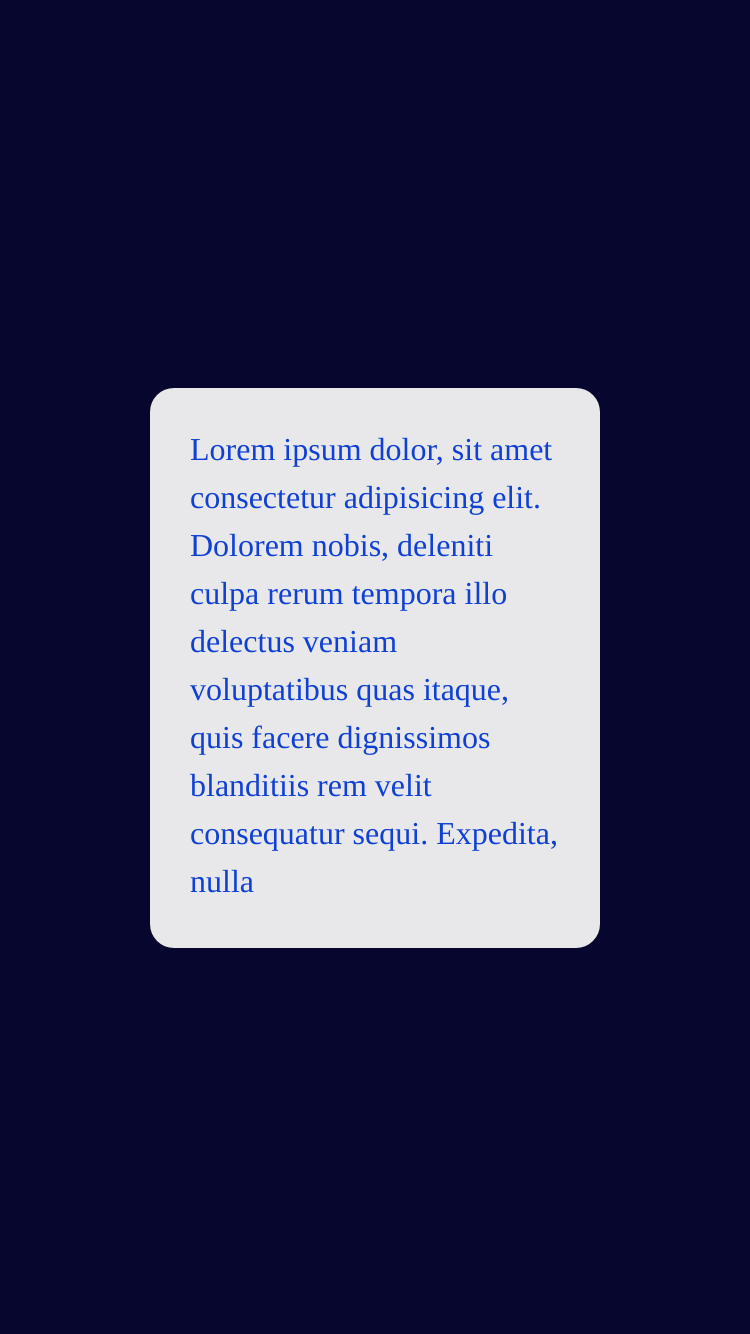 Lorem ipsum dolor, sit amet
consectetur adipisicing elit.
Dolorem nobis, deleniti
culpa rerum tempora illo
delectus veniam
voluptatibus quas itaque,
quis facere dignissimos
blanditiis rem velit
consequatur sequi. Expedita,
nulla